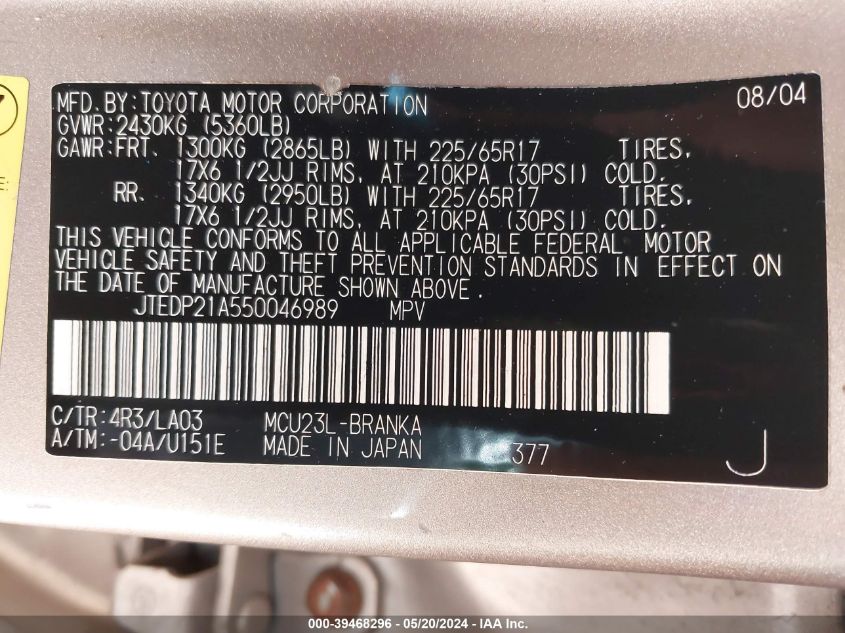 MFD.BY:TOYOTA MOTOR CORPORATION 08/04
GVWR:2430KG (5360LB)
GAWR:FRT. 1300KG (2865LB) WITH 225/65R17 TIRES,
17X6 1/2JJ RIMS, AT 210KPA (30PSI) COLD.
RR. 1340KG (2950LB) WITH 225/65R17 TIRES,
17X6 1/2JJ RIMS, AT 210KPA (30PSI) COLD.
THIS VEHICLE CONFORMS TO ALL APPLICABLE FEDERAL MOTOR
VEHICLE SAFETY AND THEFT PREVENTION STANDARDS IN EFFECT ON
THE DATE OF MANUFACTURE SHOWN ABOVE.
JTEDP21A550046989 MPV
C/TR:4R3/LA03 MCU23L-BRANKA
A/TM:-04A/U151E MADE IN JAPAN 377 J
000-39468296 - 05/20/2024 - IAA Inc.